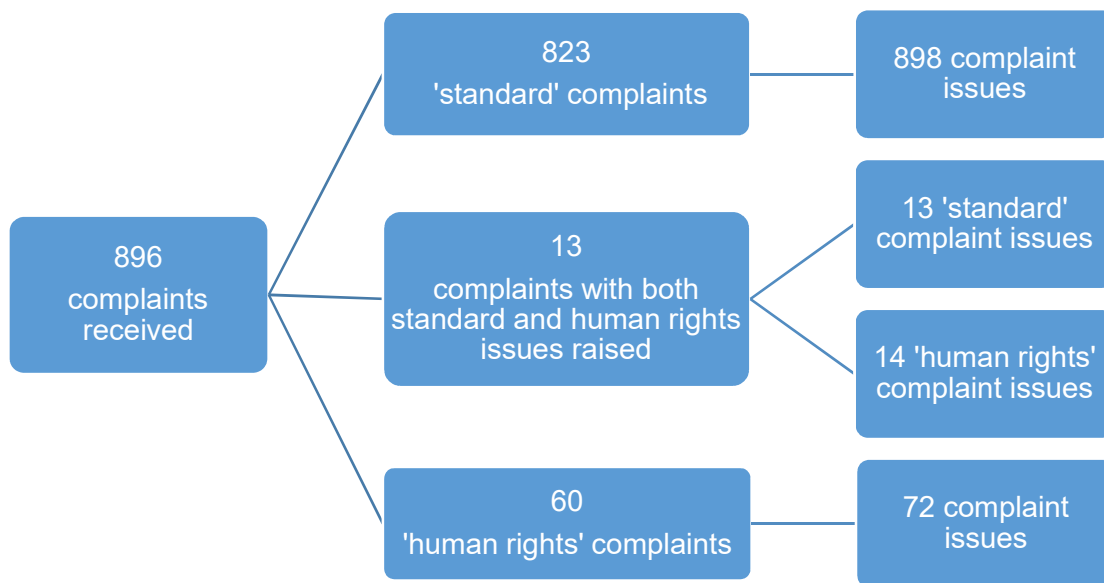 896
complaints
received
823
'standard' complaints
13
complaints with both
standard and human rights
issues raised
60
'human rights' complaints
898 complaint
issues
13 'standard'
complaint issues
14 'human rights'
complaint issues
72 complaint
issues